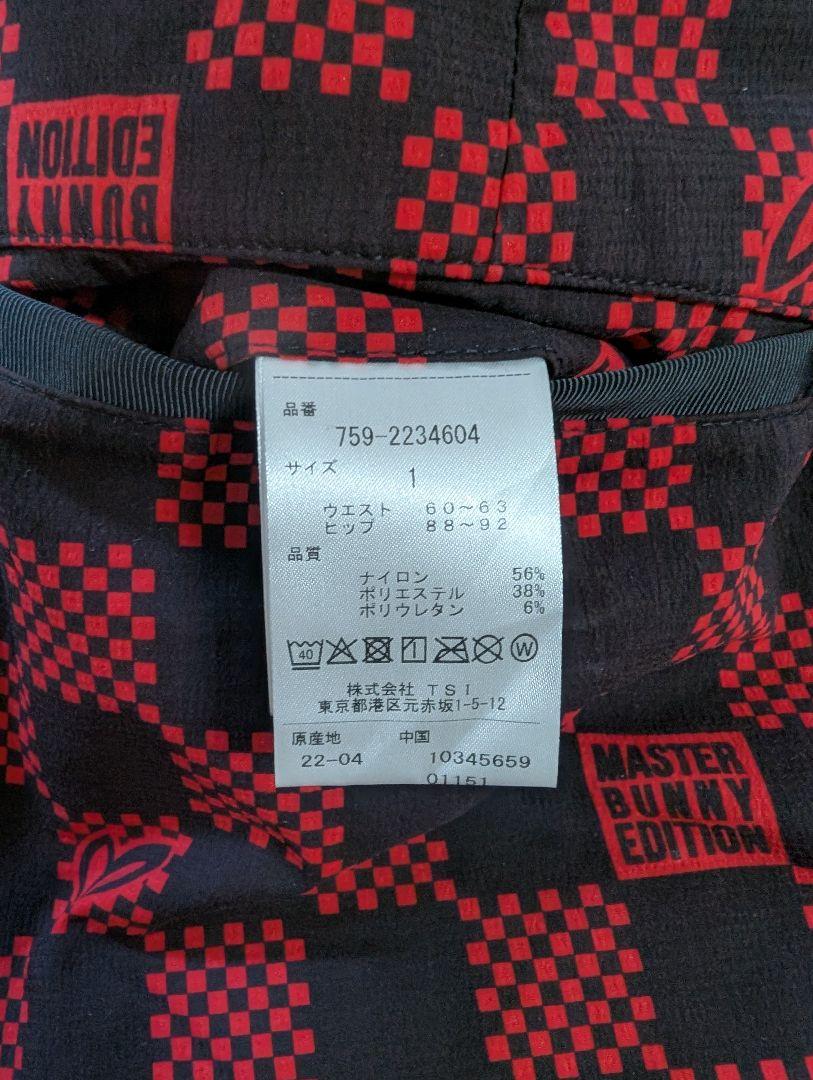 BUNNY
EDITION
品番
759-2234604
サイズ
1
ウエスト 60～63
ヒップ 88～92
品質
ナイロン 56%
ポリエステル 38%
ポリウレタン 6%
40 W
株式会社 TSI
東京都港区元赤坂1-5-12
原産地 中国
22-04 10345659
01151
MASTER
BUNNY
EDITION